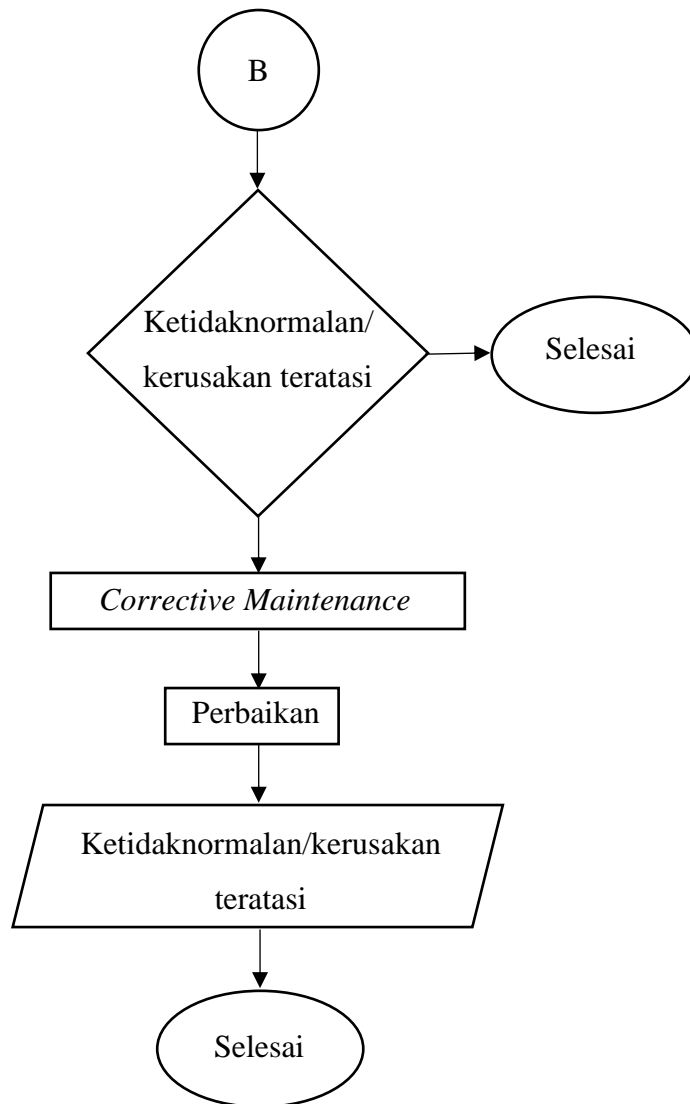 B
Ketidaknormalan/
kerusakan teratasi
Selesai
Corrective Maintenance
Perbaikan
Ketidaknormalan/kerusakan
teratasi
Selesai